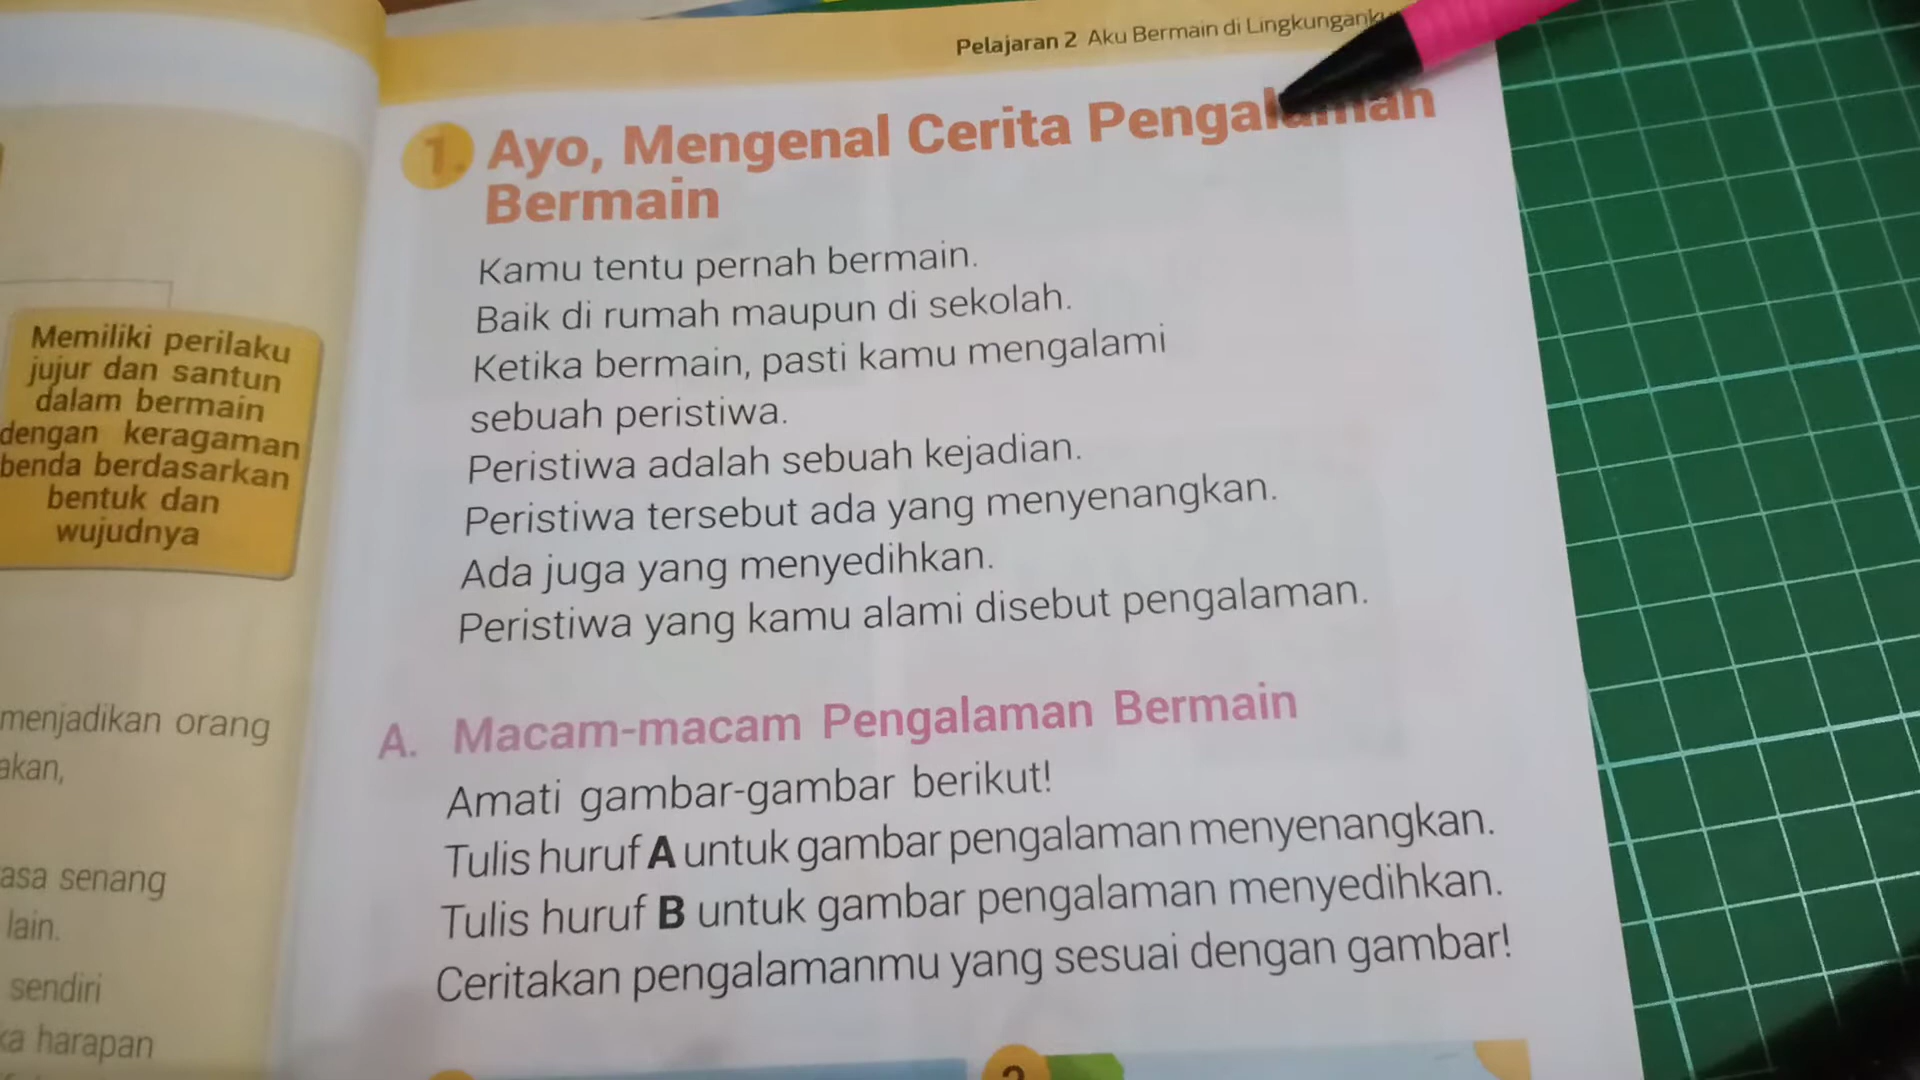 Memiliki perilaku
jujur dan santun
dalam bermain
dengan keragaman
benda berdasarkan
bentuk dan
wujudnya
menjadikan orang
senang
lain.
sendiri
harapan
Pelajaran 2 Aku Bermain di
1. Ayo, Mengenal Cerita Pengalaman
Bermain
Kamu tentu pernah bermain.
Baik di rumah maupun di sekolah.
Ketika bermain, pasti kamu mengalami
sebuah peristiwa.
Peristiwa adalah sebuah kejadian.
Peristiwa tersebut ada yang menyenangkan.
Ada juga yang menyedihkan.
Peristiwa yang kamu alami disebut pengalaman.
A. Macam-macam Pengalaman Bermain
Amati gambar-gambar berikut!
Tulis huruf A untuk gambar pengalaman menyenangkan.
Tulis huruf B untuk gambar pengalaman menyedihkan.
Ceritakan pengalamanmu yang sesuai dengan gambar!